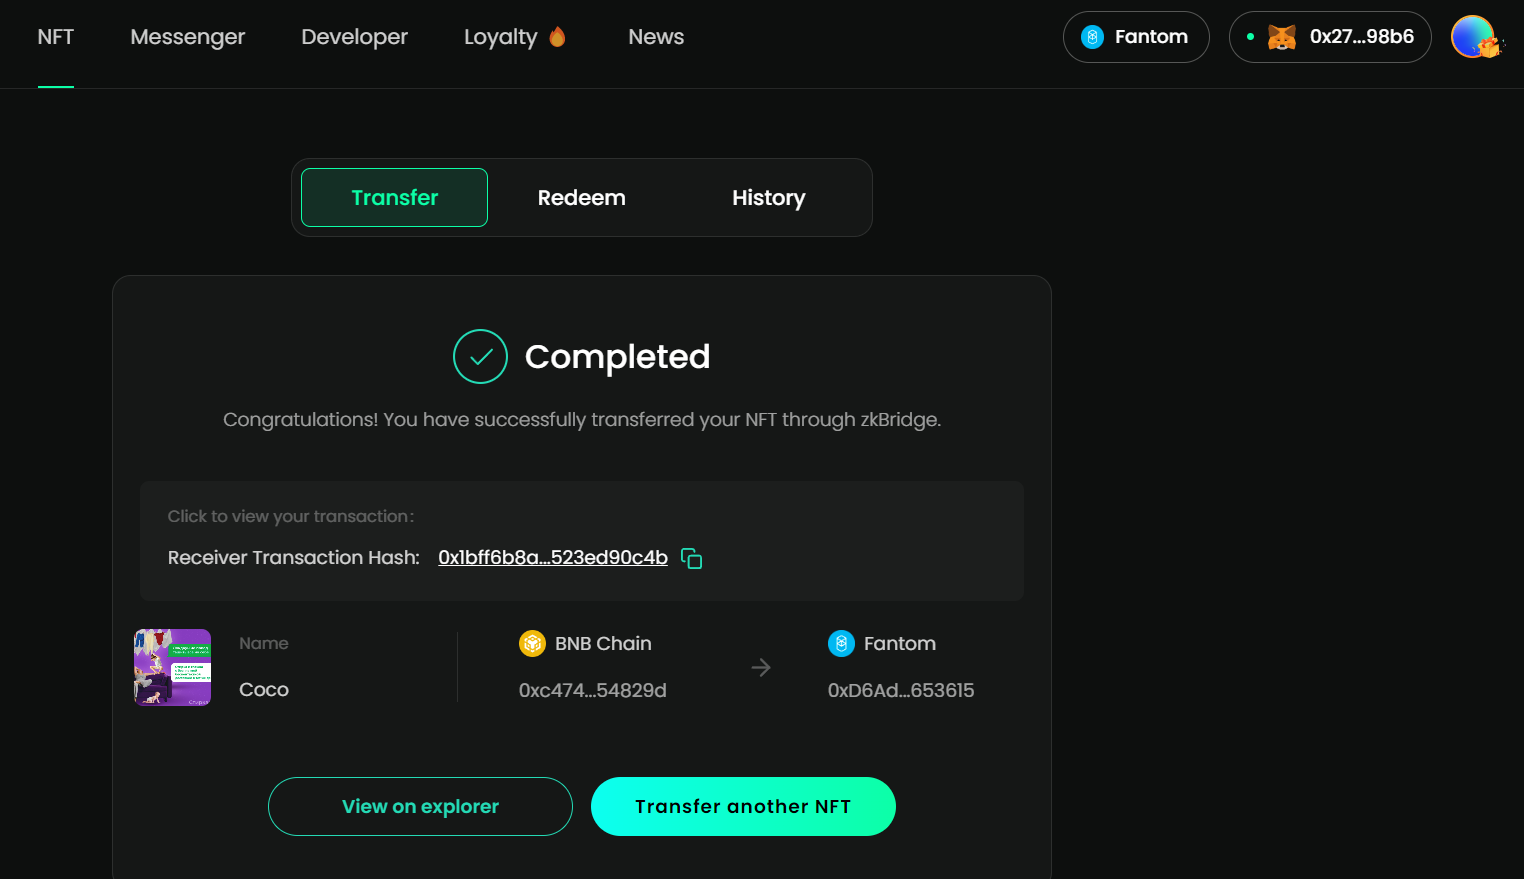 NFT Messenger Developer Loyalty News Fantom 0x27...98b6
Transfer Redeem History
Completed
Congratulations! You have successfully transferred your NFT through zkBridge.
Click to view your transaction:
Receiver Transaction Hash: 0x1bff6b8a...523ed90c4b
Name BNB Chain Fantom
Coco 0xc474...54829d 0xD6Ad...653615
View on explorer Transfer another NFT